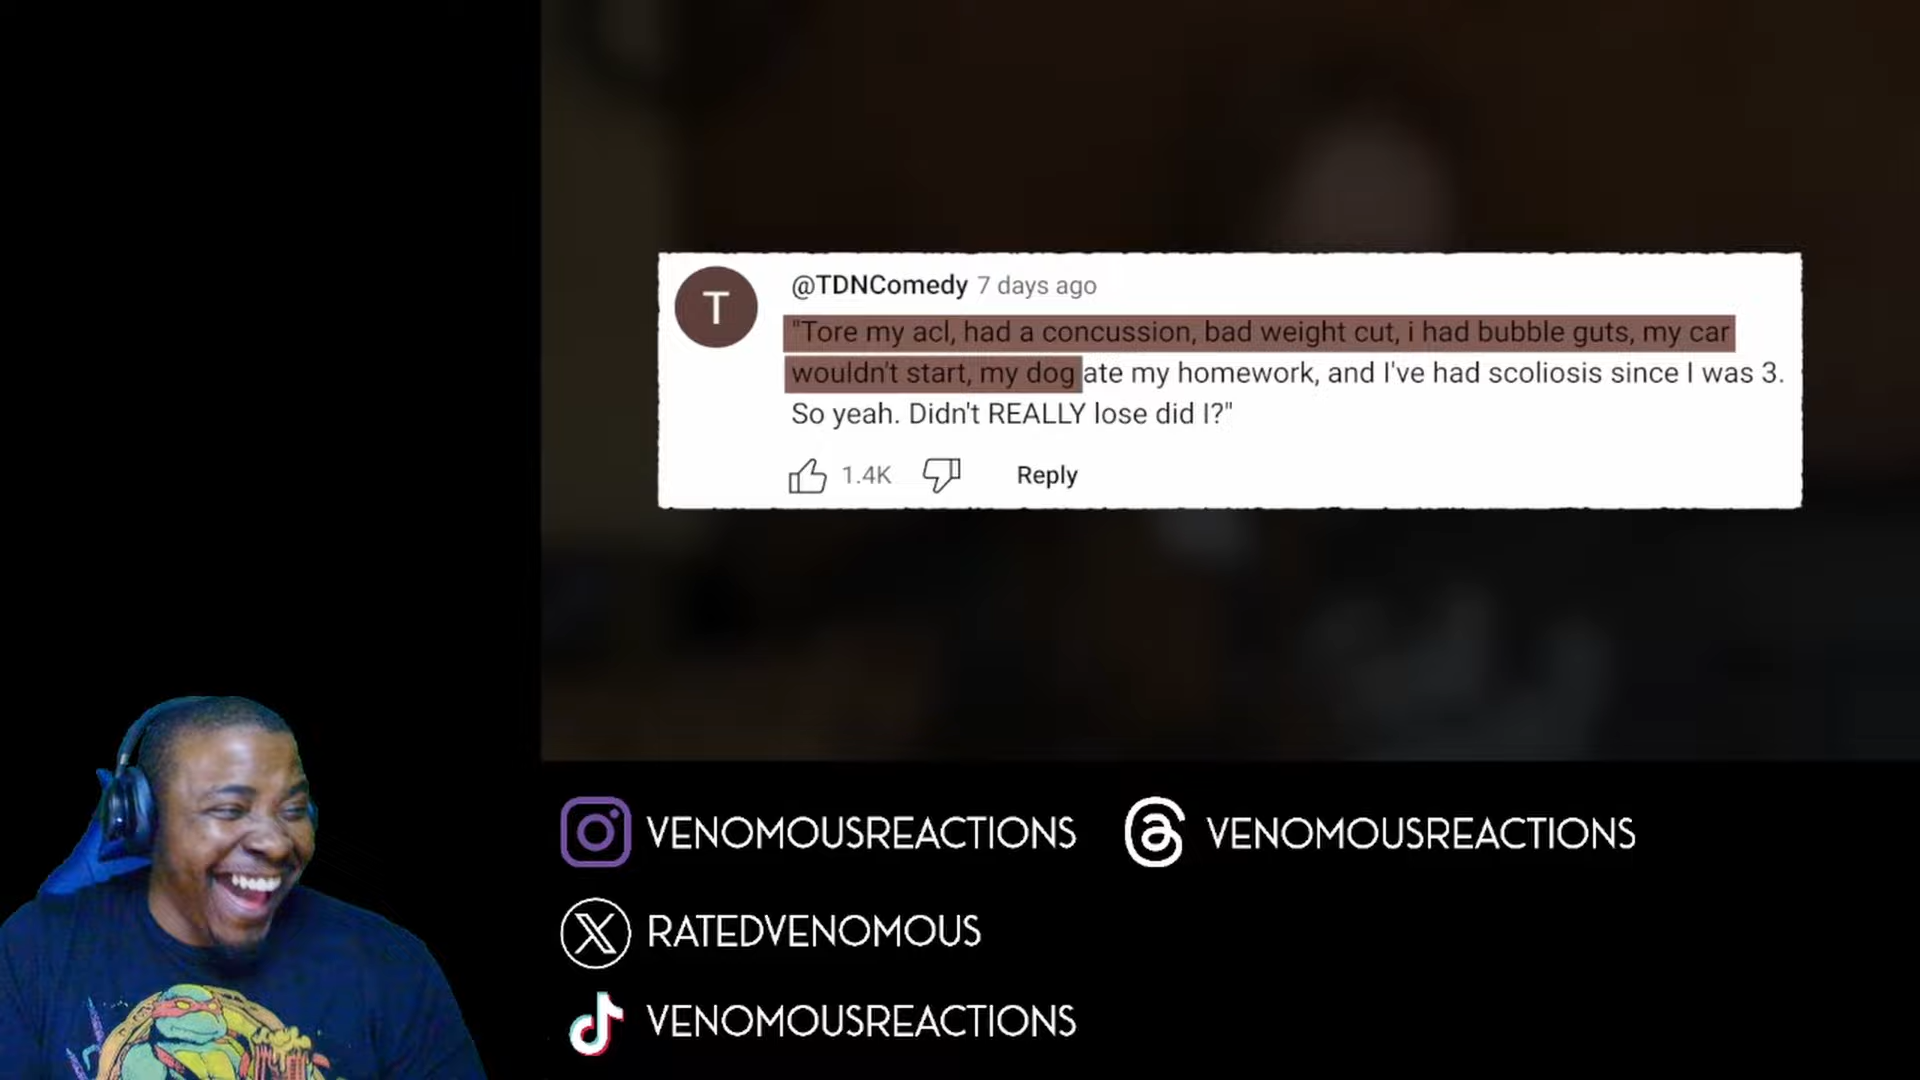 T
@TDNComedy 7 days ago
"Tore my acl, had a concussion, bad weight cut, i had bubble guts, my car
wouldn't start, my dog ate my homework, and I've had scoliosis since I was 3.
So yeah. Didn't REALLY lose did I?"
1.4K Reply
VENOMOUSREACTIONS
VENOMOUSREACTIONS
RATEDVENOMOUS
VENOMOUSREACTIONS